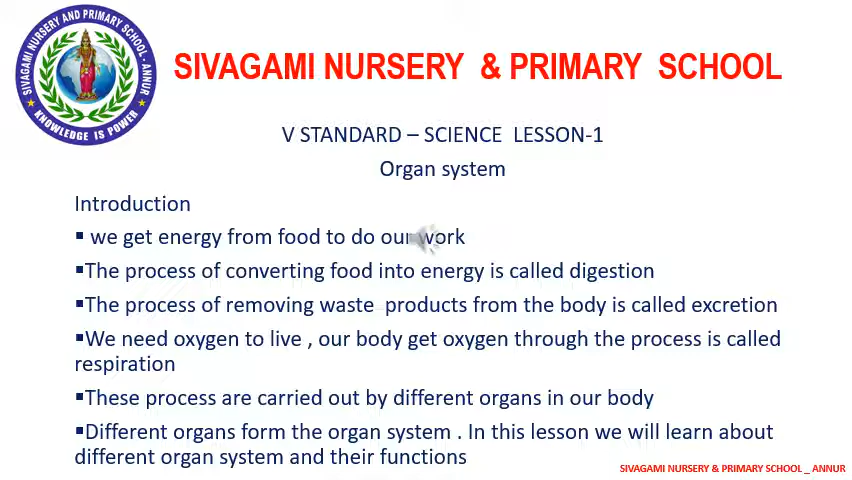 SIVAGAMI NURSERY AND PRIMARY SCHOOL - ANNUR
KNOWLEDGE IS POWER
SIVAGAMI NURSERY & PRIMARY SCHOOL
V STANDARD – SCIENCE LESSON-1
Organ system
Introduction
▪ we get energy from food to do our work
▪The process of converting food into energy is called digestion
▪The process of removing waste products from the body is called excretion
▪We need oxygen to live , our body get oxygen through the process is called
respiration
▪These process are carried out by different organs in our body
▪Different organs form the organ system . In this lesson we will learn about
different organ system and their functions
SIVAGAMI NURSERY & PRIMARY SCHOOL _ ANNUR